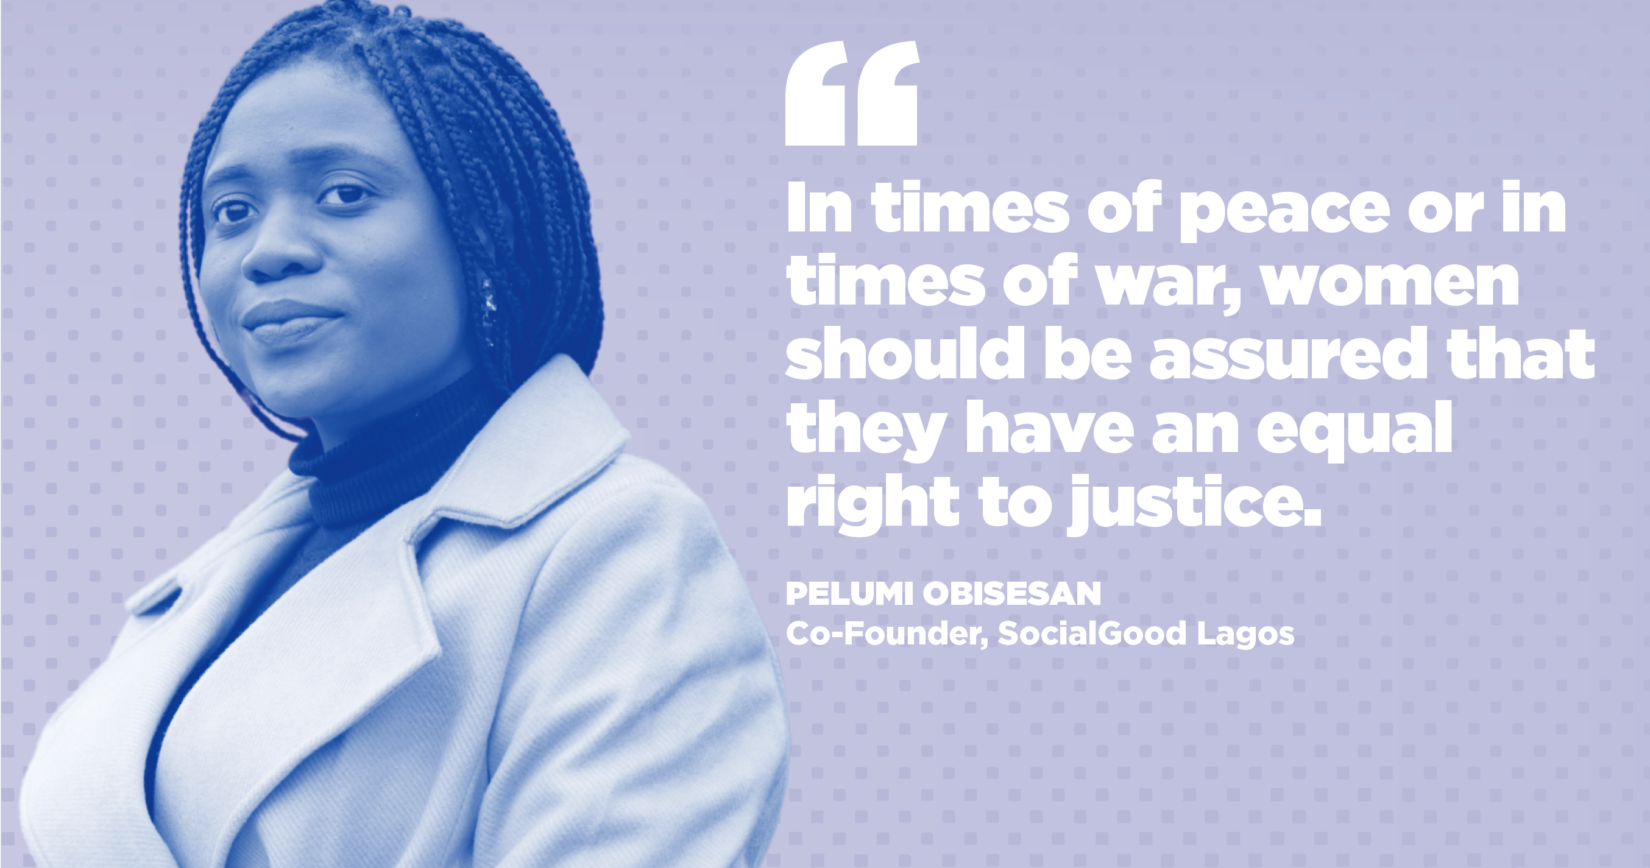 “
In times of peace or in
times of war, women
should be assured that
they have an equal
right to justice.
PELUMI OBISESAN
Co-Founder, SocialGood Lagos